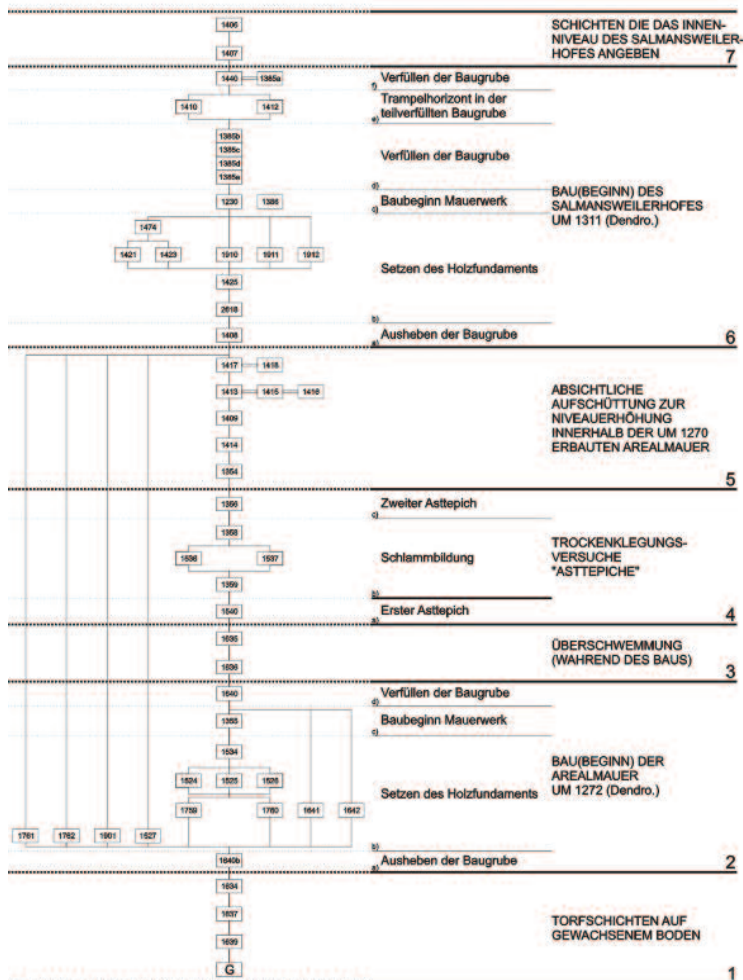 1406
SCHICHTEN DIE DAS INNEN-
NIVEAU DES SALMANSWEILER-
HOFES ANGEBEN 7
1407
1440 1385a Verfüllen der Baugrube
f)
1410 1412 Trampelhorizont in der
teilverfüllten Baugrube
e)
1385b
1385c
1385d
1385e
Verfüllen der Baugrube
d)
1230 1386 Baubeginn Mauerwerk
c)
BAU(BEGINN) DES
SALMANSWEILERHOFES
UM 1311 (Dendro.)
1474
1421 1423 1910 1911 1912
Setzen des Holzfundaments
1425
2618
b)
1408 Ausheben der Baugrube 6
a)
1417 1418
1413 1415 1416
1409
1414
1354
ABSICHTLICHE
AUFSCHÜTTUNG ZUR
NIVEAUERHÖHUNG
INNERHALB DER UM 1270
ERBAUTEN AREALMAUER
5
1356 Zweiter Asttepich
c)
1358
1536 1537 Schlammbildung
1359
TROCKENKLEGUNGS-
VERSUCHE
"ASTTEPICHE"
b)
1540 Erster Asttepich 4
a)
1635
1636
ÜBERSCHWEMMUNG
(WAHREND DES BAUS) 3
1640 Verfüllen der Baugrube
d)
1355 Baubeginn Mauerwerk
c)
1534
1524 1525 1526
Setzen des Holzfundaments
1759 1760 1641 1642
1761 1762 1901 1527
BAU(BEGINN) DER
AREALMAUER
UM 1272 (Dendro.)
b)
1640b Ausheben der Baugrube 2
a)
1634
1637
1639
G
TORFSCHICHTEN AUF
GEWACHSENEM BODEN
1